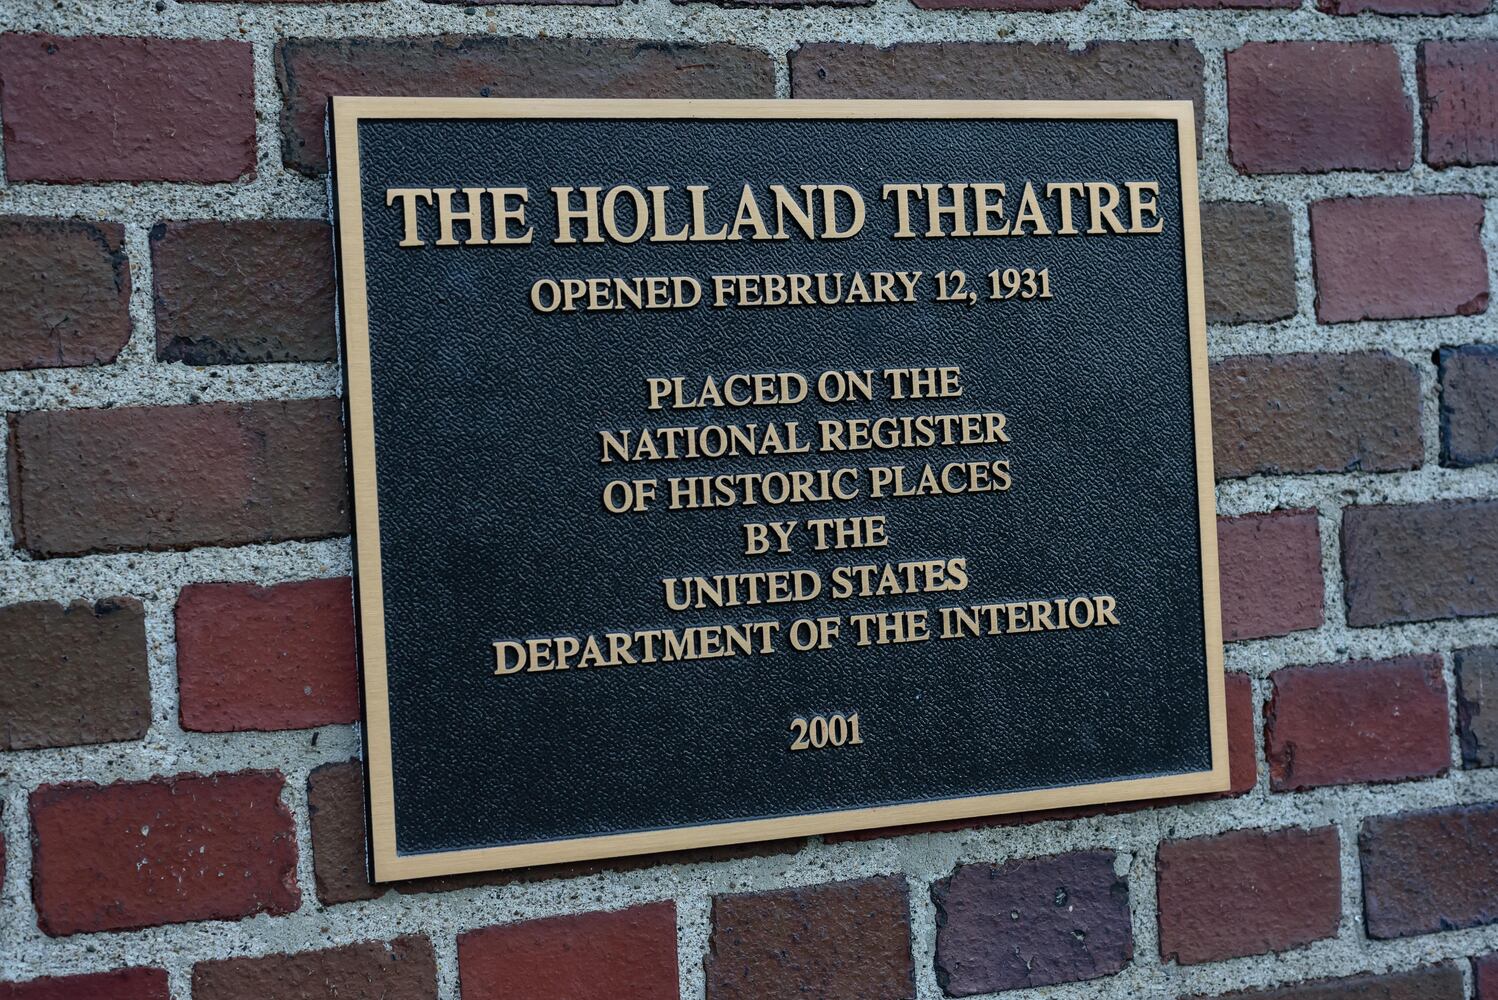 THE HOLLAND THEATRE
OPENED FEBRUARY 12, 1931
PLACED ON THE
NATIONAL REGISTER
OF HISTORIC PLACES
BY THE
UNITED STATES
DEPARTMENT OF THE INTERIOR
2001